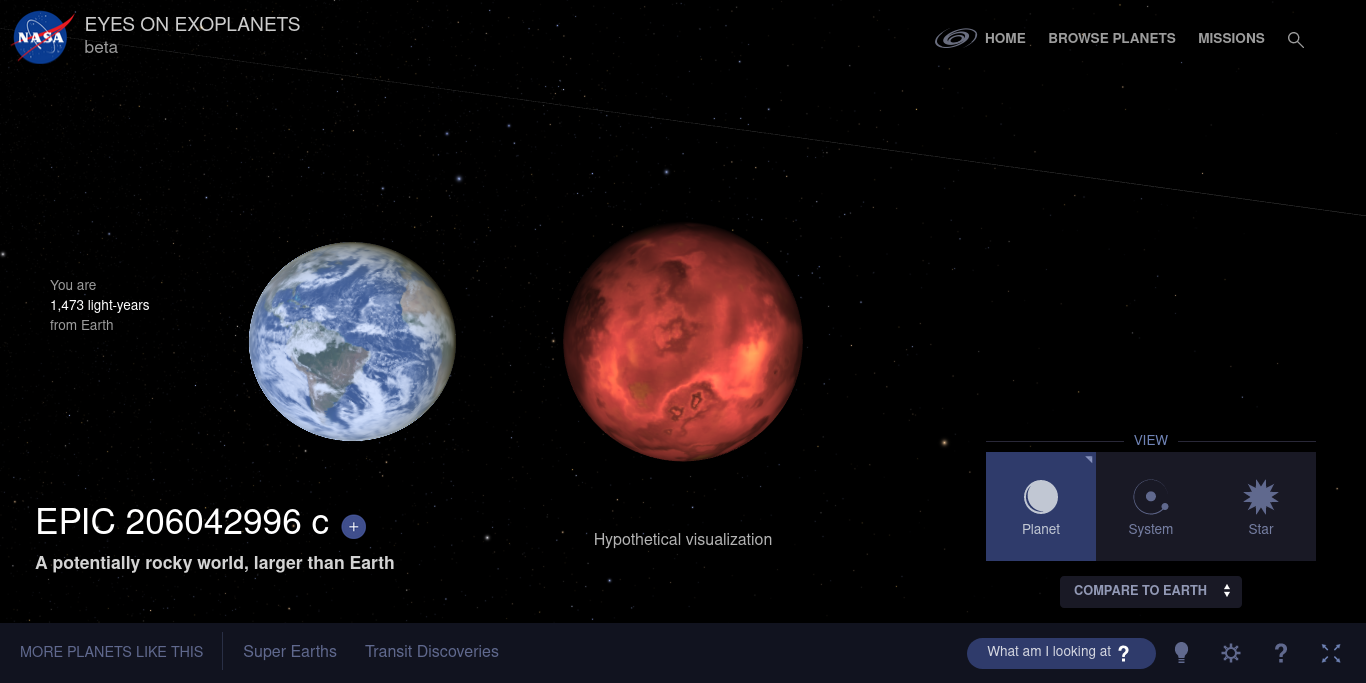 NASA
EYES ON EXOPLANETS
beta
HOME
BROWSE PLANETS
MISSIONS
You are
1,473 light-years
from Earth
EPIC 206042996 c
+
A potentially rocky world, larger than Earth
Hypothetical visualization
VIEW
Planet
System
Star
COMPARE TO EARTH
MORE PLANETS LIKE THIS
Super Earths
Transit Discoveries
What am I looking at ?
?